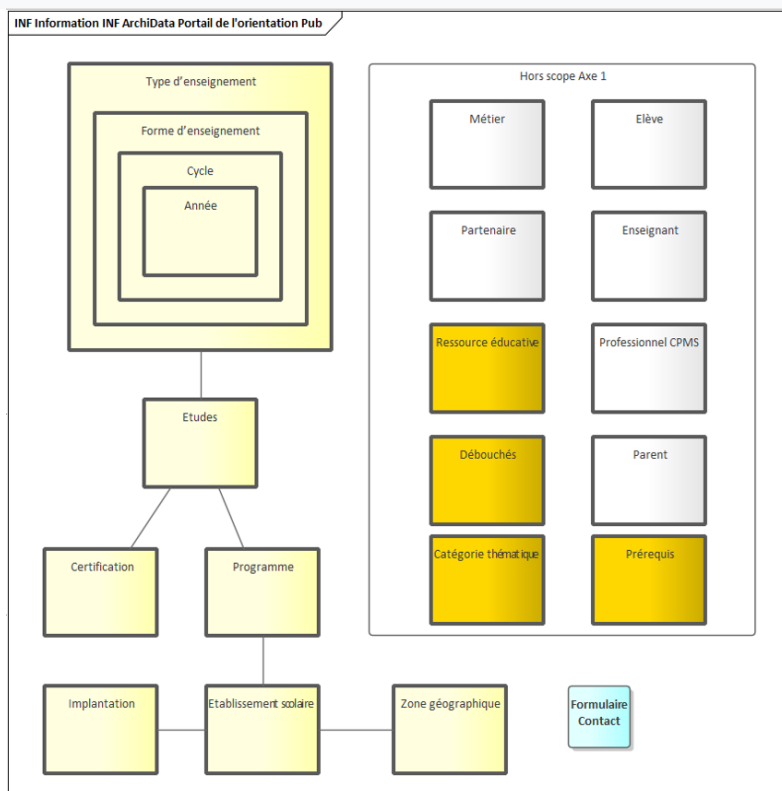 INF Information INF ArchiData Portail de l'orientation Pub
Type d’enseignement
Forme d’enseignement
Cycle
Année
Etudes
Certification
Programme
Implantation
Etablissement scolaire
Zone géographique
Hors scope Axe 1
Métier
Elève
Partenaire
Enseignant
Ressource éducative
Professionnel CPMS
Débouchés
Parent
Catégorie thématique
Prérequis
Formulaire
Contact